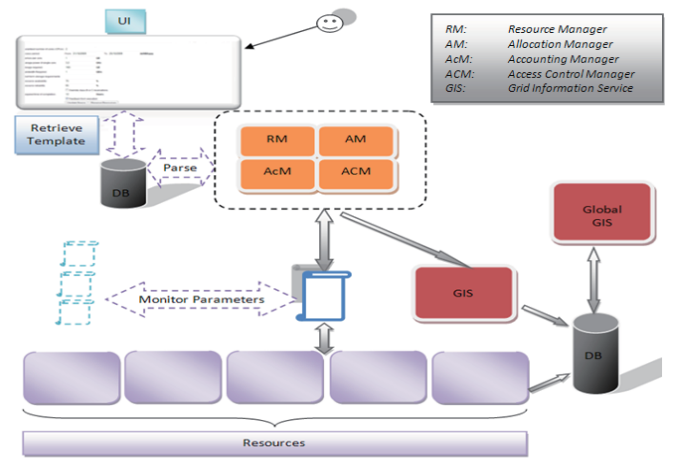 UI
RM: Resource Manager
AM: Allocation Manager
AcM: Accounting Manager
ACM: Access Control Manager
GIS: Grid Information Service
Retrieve
Template
DB
Parse
RM
AM
AcM
ACM
Global
GIS
Monitor Parameters
GIS
DB
Resources